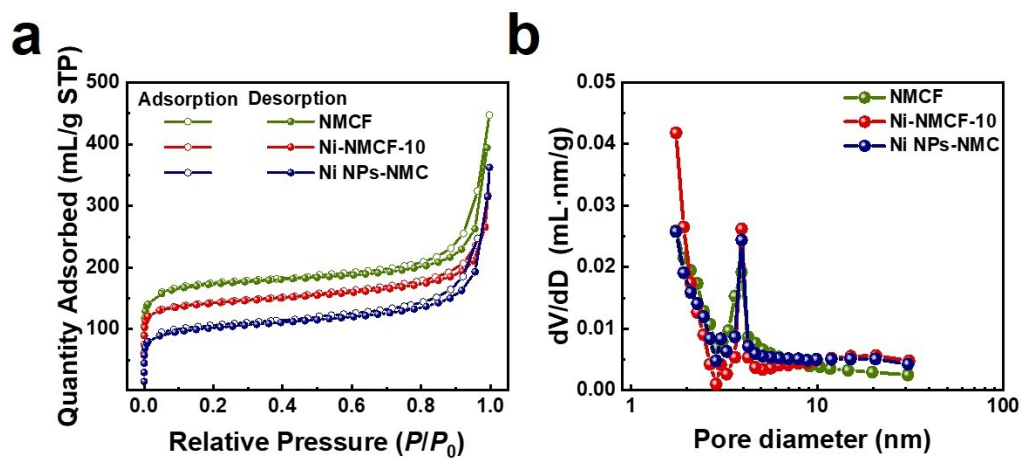 a
Quantity Adsorbed (mL/g STP)
500
400
300
200
100
0.0 0.2 0.4 0.6 0.8 1.0
Relative Pressure (P/P0)
Adsorption Desorption
NMCF
Ni-NMCF-10
Ni NPs-NMC
b
dV/dD (mL·nm/g)
0.05
0.04
0.03
0.02
0.01
0.00
1 10 100
Pore diameter (nm)
NMCF
Ni-NMCF-10
Ni NPs-NMC